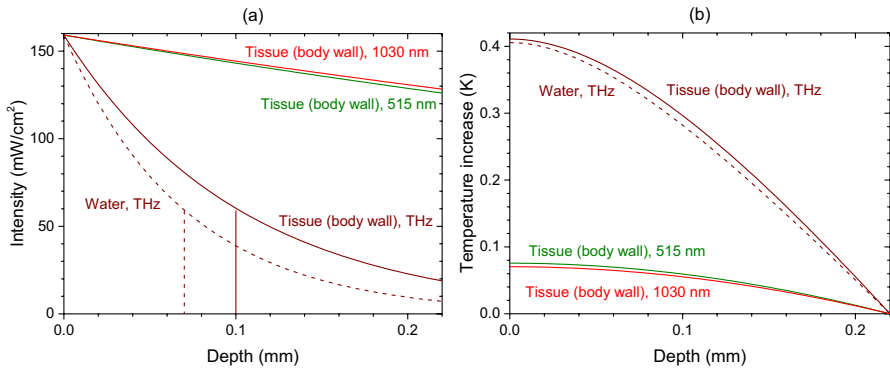 (a)
150
100
50
0
Intensity (mW/cm²)
Tissue (body wall), 1030 nm
Tissue (body wall), 515 nm
Water, THz
Tissue (body wall), THz
0.0
0.1
0.2
Depth (mm)
(b)
0.4
0.3
0.2
0.1
0.0
Temperature increase (K)
Water, THz
Tissue (body wall), THz
Tissue (body wall), 515 nm
Tissue (body wall), 1030 nm
0.0
0.1
0.2
Depth (mm)